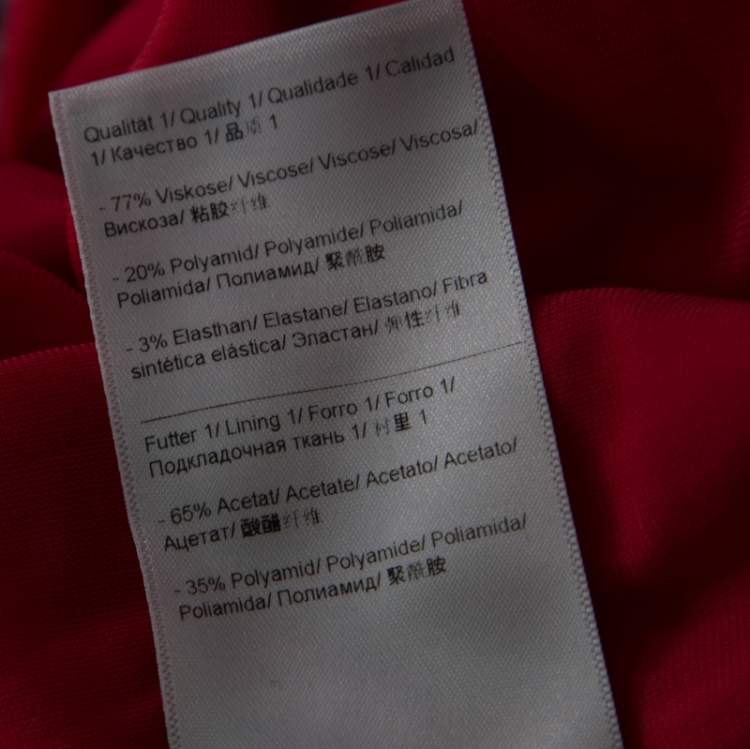 Qualität 1/ Quality 1/ Qualidade 1/ Calidad
1/ Качество 1/ 品质 1
- 77% Viskose/ Viscose/ Viscose/ Viscosa/
Вискоза/ 粘胶纤维
- 20% Polyamid/ Polyamide/ Poliamida/
Poliamida/ Полиамид/ 聚酰胺
- 3% Elasthan/ Elastane/ Elastano/ Fibra
sintética elástica/ Эластан/ 弹性纤维
Futter 1/ Lining 1/ Forro 1/ Forro 1/
Подкладочная ткань 1/ 衬里 1
- 65% Acetat/ Acetate/ Acetato/ Acetato/
Ацетат/ 酸醋纤维
- 35% Polyamid/ Polyamide/ Poliamida/
Poliamida/ Полиамид/ 聚酰胺